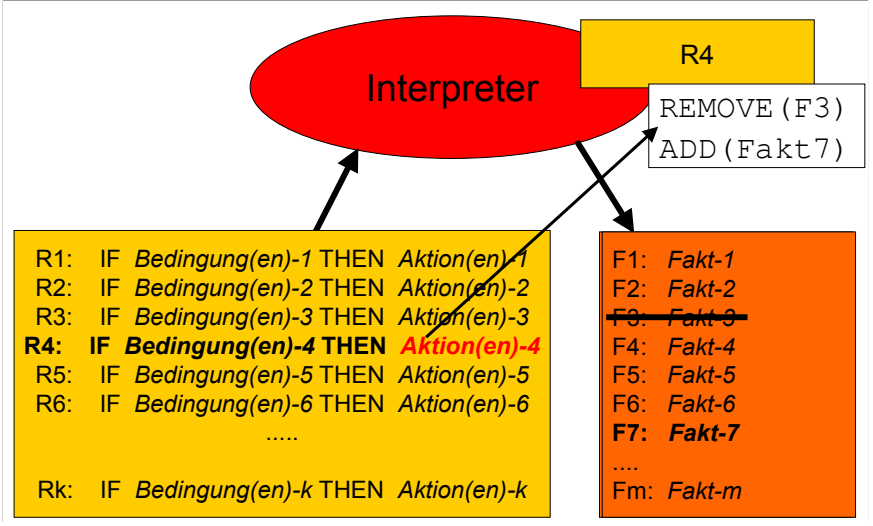 Interpreter
R4
REMOVE(F3)
ADD(Fakt7)
R1: IF Bedingung(en)-1 THEN Aktion(en)-1
R2: IF Bedingung(en)-2 THEN Aktion(en)-2
R3: IF Bedingung(en)-3 THEN Aktion(en)-3
R4: IF Bedingung(en)-4 THEN Aktion(en)-4
R5: IF Bedingung(en)-5 THEN Aktion(en)-5
R6: IF Bedingung(en)-6 THEN Aktion(en)-6
.....
Rk: IF Bedingung(en)-k THEN Aktion(en)-k
F1: Fakt-1
F2: Fakt-2
F3: Fakt-3
F4: Fakt-4
F5: Fakt-5
F6: Fakt-6
F7: Fakt-7
....
Fm: Fakt-m